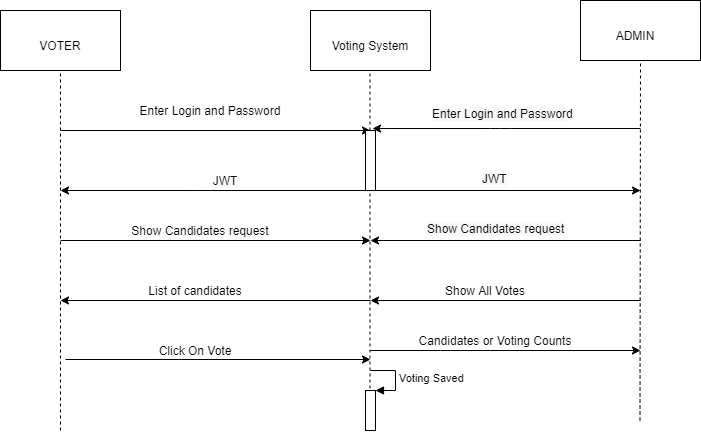 VOTER
Voting System
ADMIN
Enter Login and Password
Enter Login and Password
JWT
JWT
Show Candidates request
Show Candidates request
List of candidates
Show All Votes
Click On Vote
Candidates or Voting Counts
Voting Saved